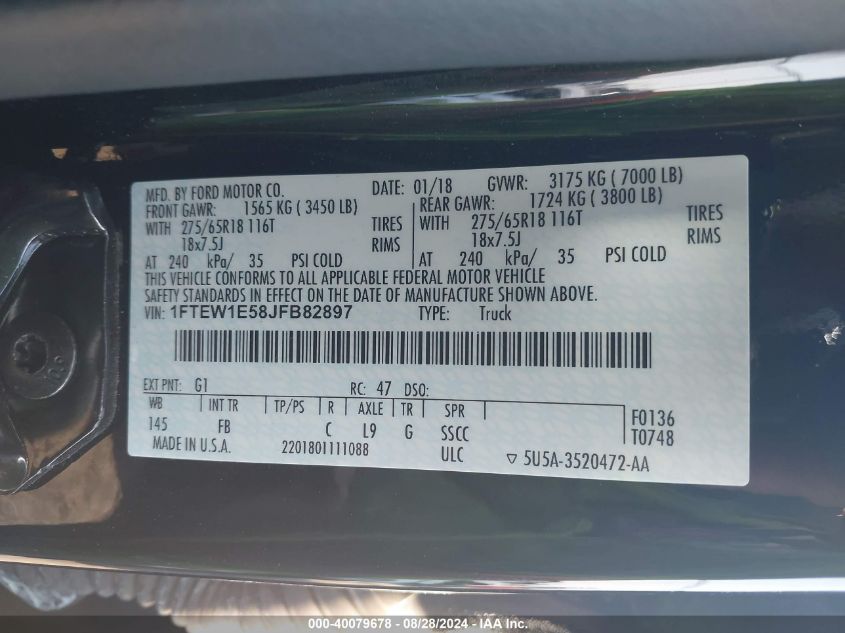 MFD. BY FORD MOTOR CO. DATE: 01/18 GVWR: 3175 KG ( 7000 LB)
FRONT GAWR: 1565 KG ( 3450 LB) REAR GAWR: 1724 KG ( 3800 LB)
WITH 275/65R18 116T TIRES WITH 275/65R18 116T TIRES
18x7.5J RIMS 18x7.5J RIMS
AT 240 kPa/ 35 PSI COLD AT 240 kPa/ 35 PSI COLD
THIS VEHICLE CONFORMS TO ALL APPLICABLE FEDERAL MOTOR VEHICLE
SAFETY STANDARDS IN EFFECT ON THE DATE OF MANUFACTURE SHOWN ABOVE.
VIN: 1FTEW1E58JFB82897 TYPE: Truck
EXT PNT: G1 RC: 47 DSO:
WB INT TR TP/PS R AXLE TR SPR F0136
145 FB C L9 G SSCC T0748
MADE IN U.S.A. 220180111108B ULC ▽ 5U5A-3520472-AA
000-40079678 - 08/28/2024 - IAA Inc.